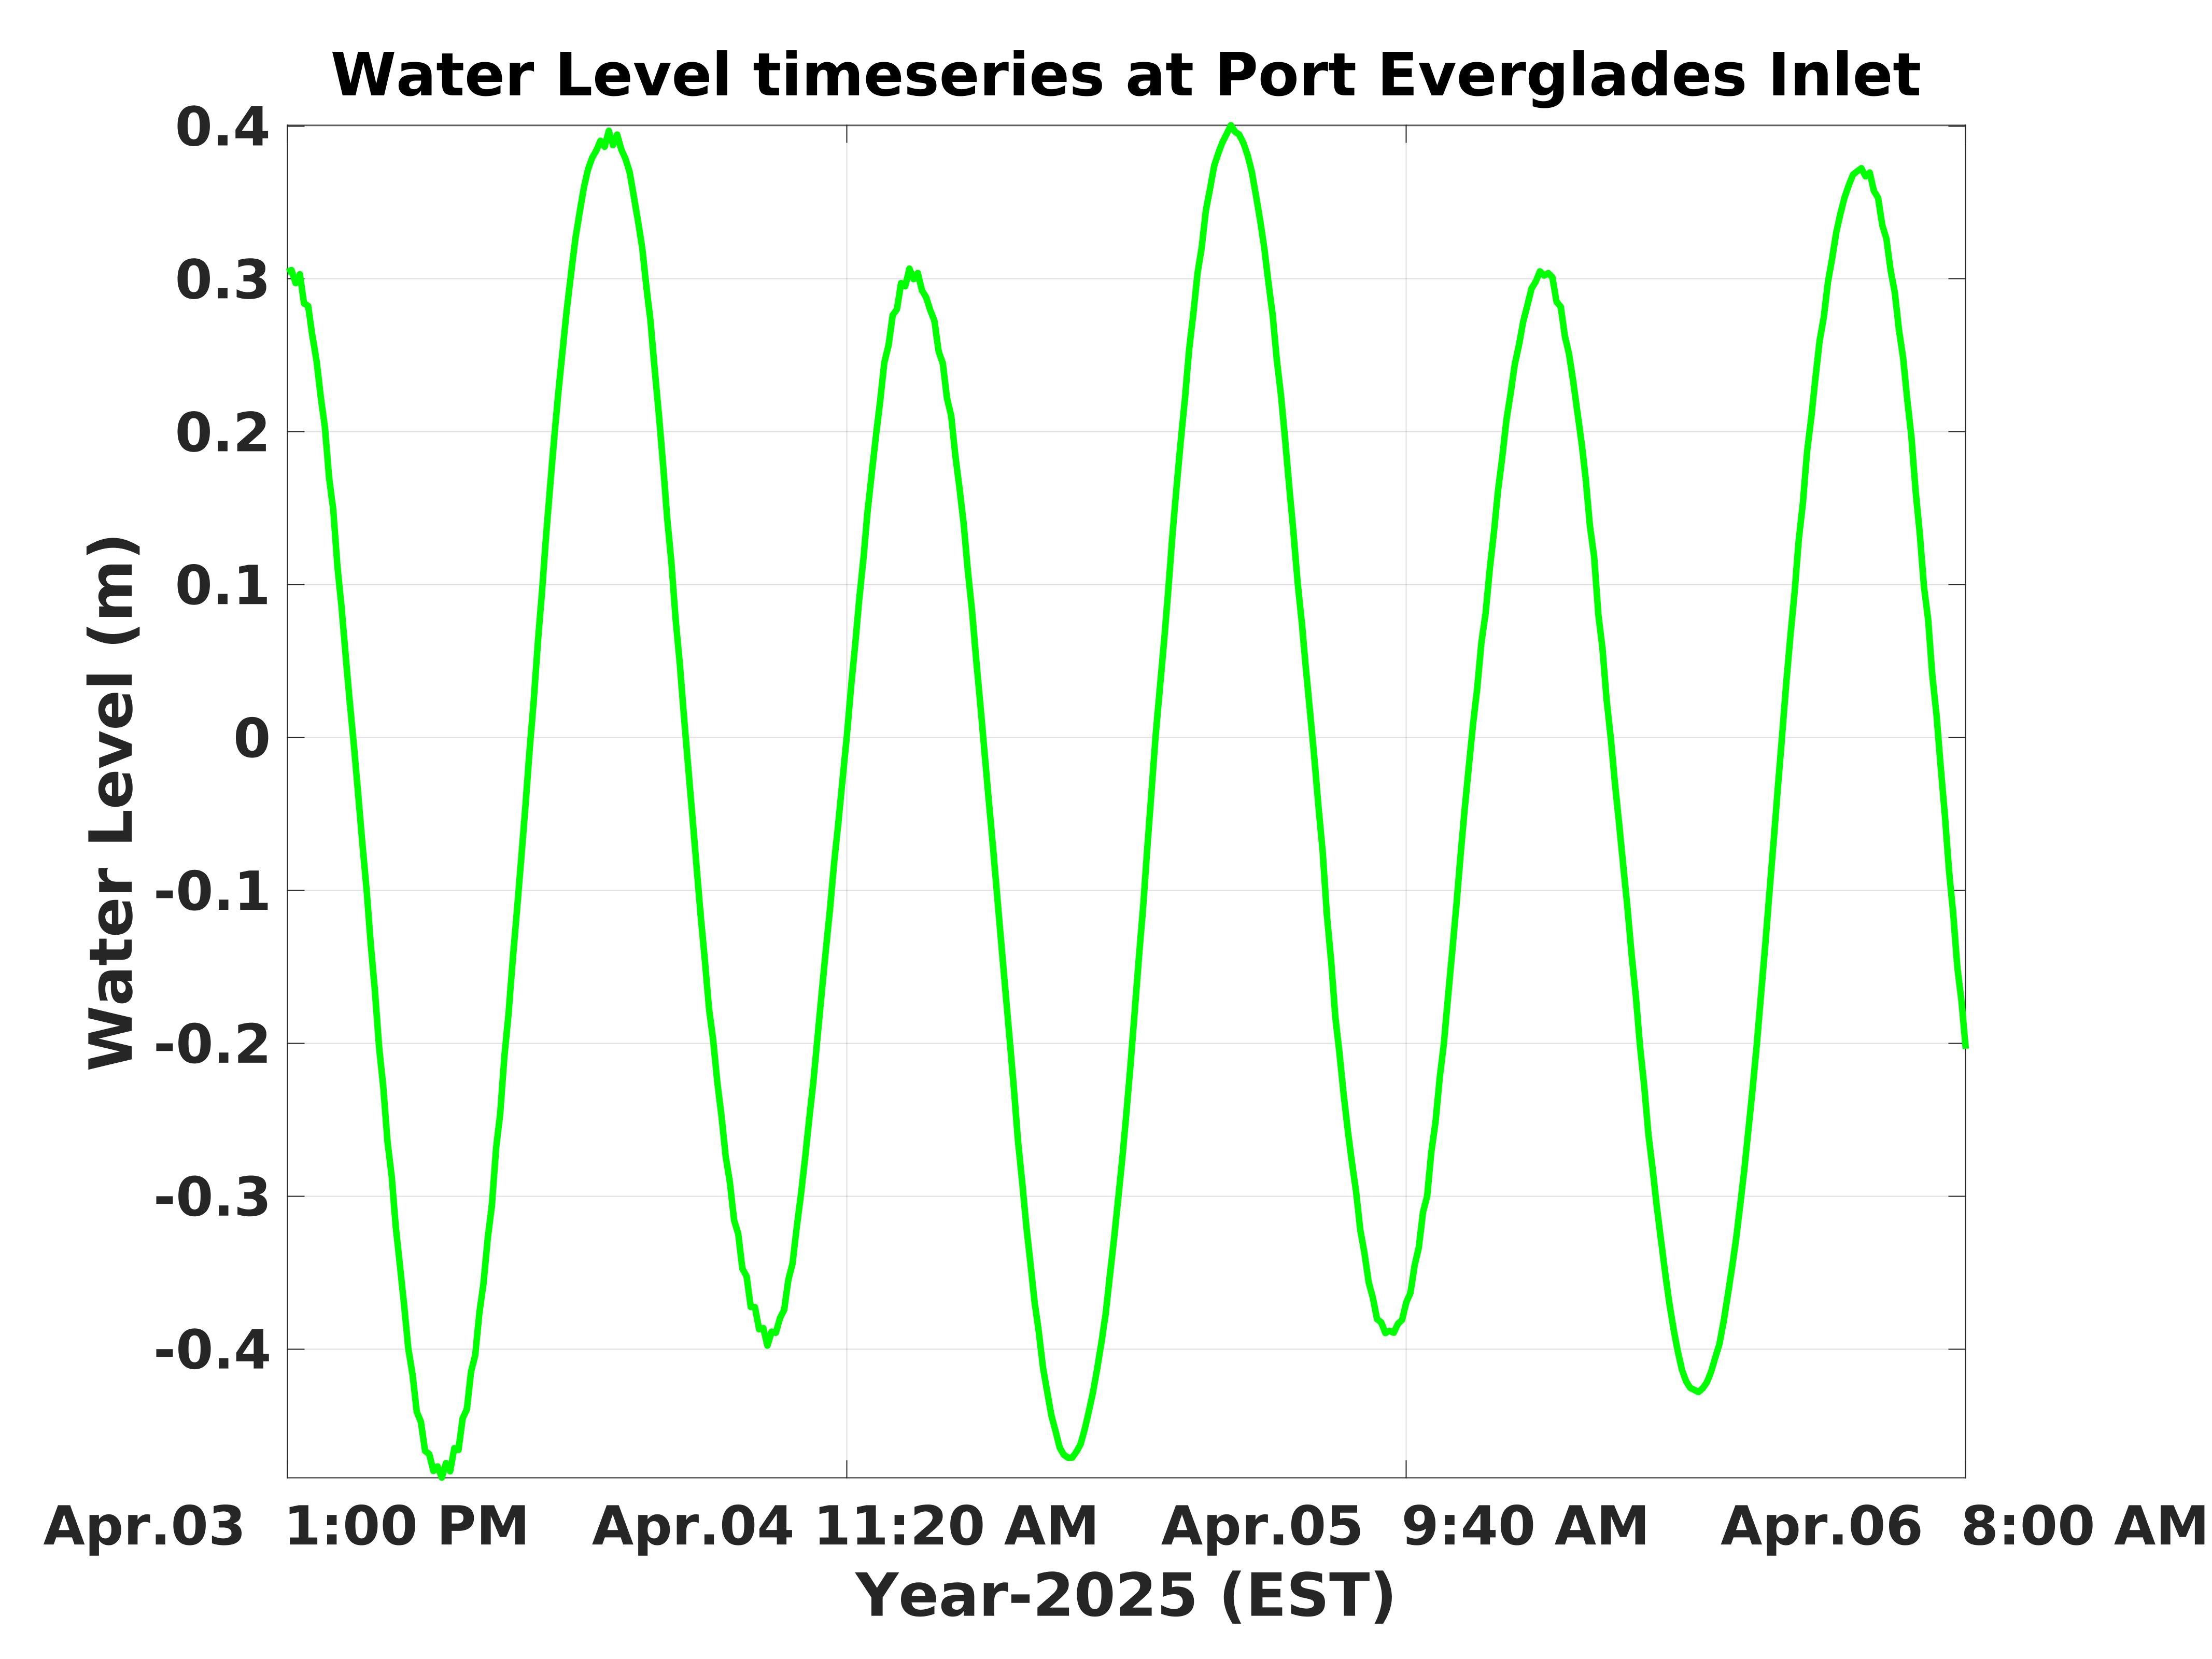 Water Level timeseries at Port Everglades Inlet
0.4
0.3
0.2
0.1
0
-0.1
-0.2
-0.3
-0.4
Water Level (m)
Apr.03 1:00 PM
Apr.04 11:20 AM
Apr.05 9:40 AM
Apr.06 8:00 AM
Year-2025 (EST)